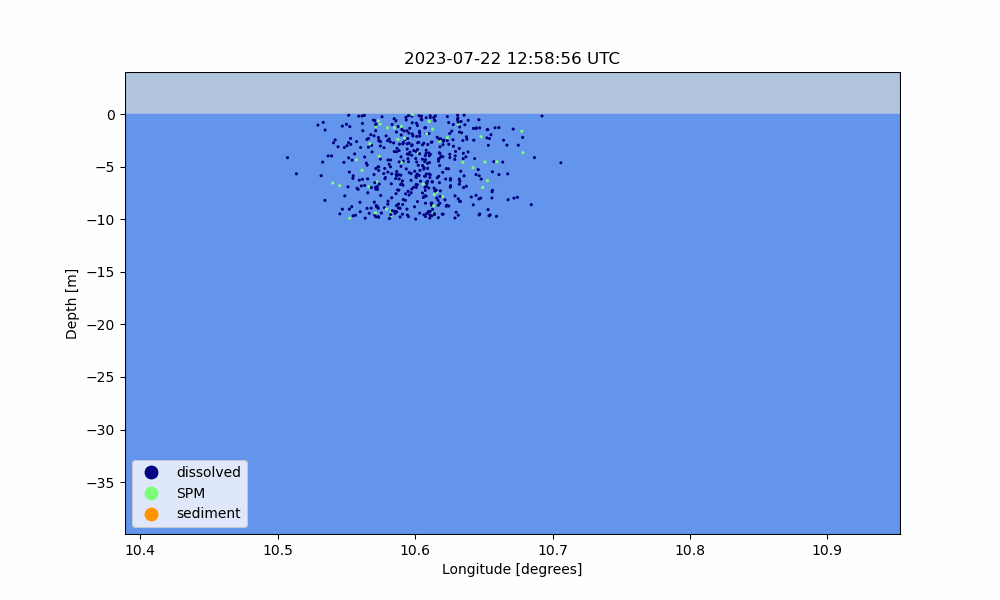 2023-07-22 12:58:56 UTC
0
−5
−10
−15
−20
−25
−30
−35
Depth [m]
dissolved
SPM
sediment
10.4 10.5 10.6 10.7 10.8 10.9
Longitude [degrees]